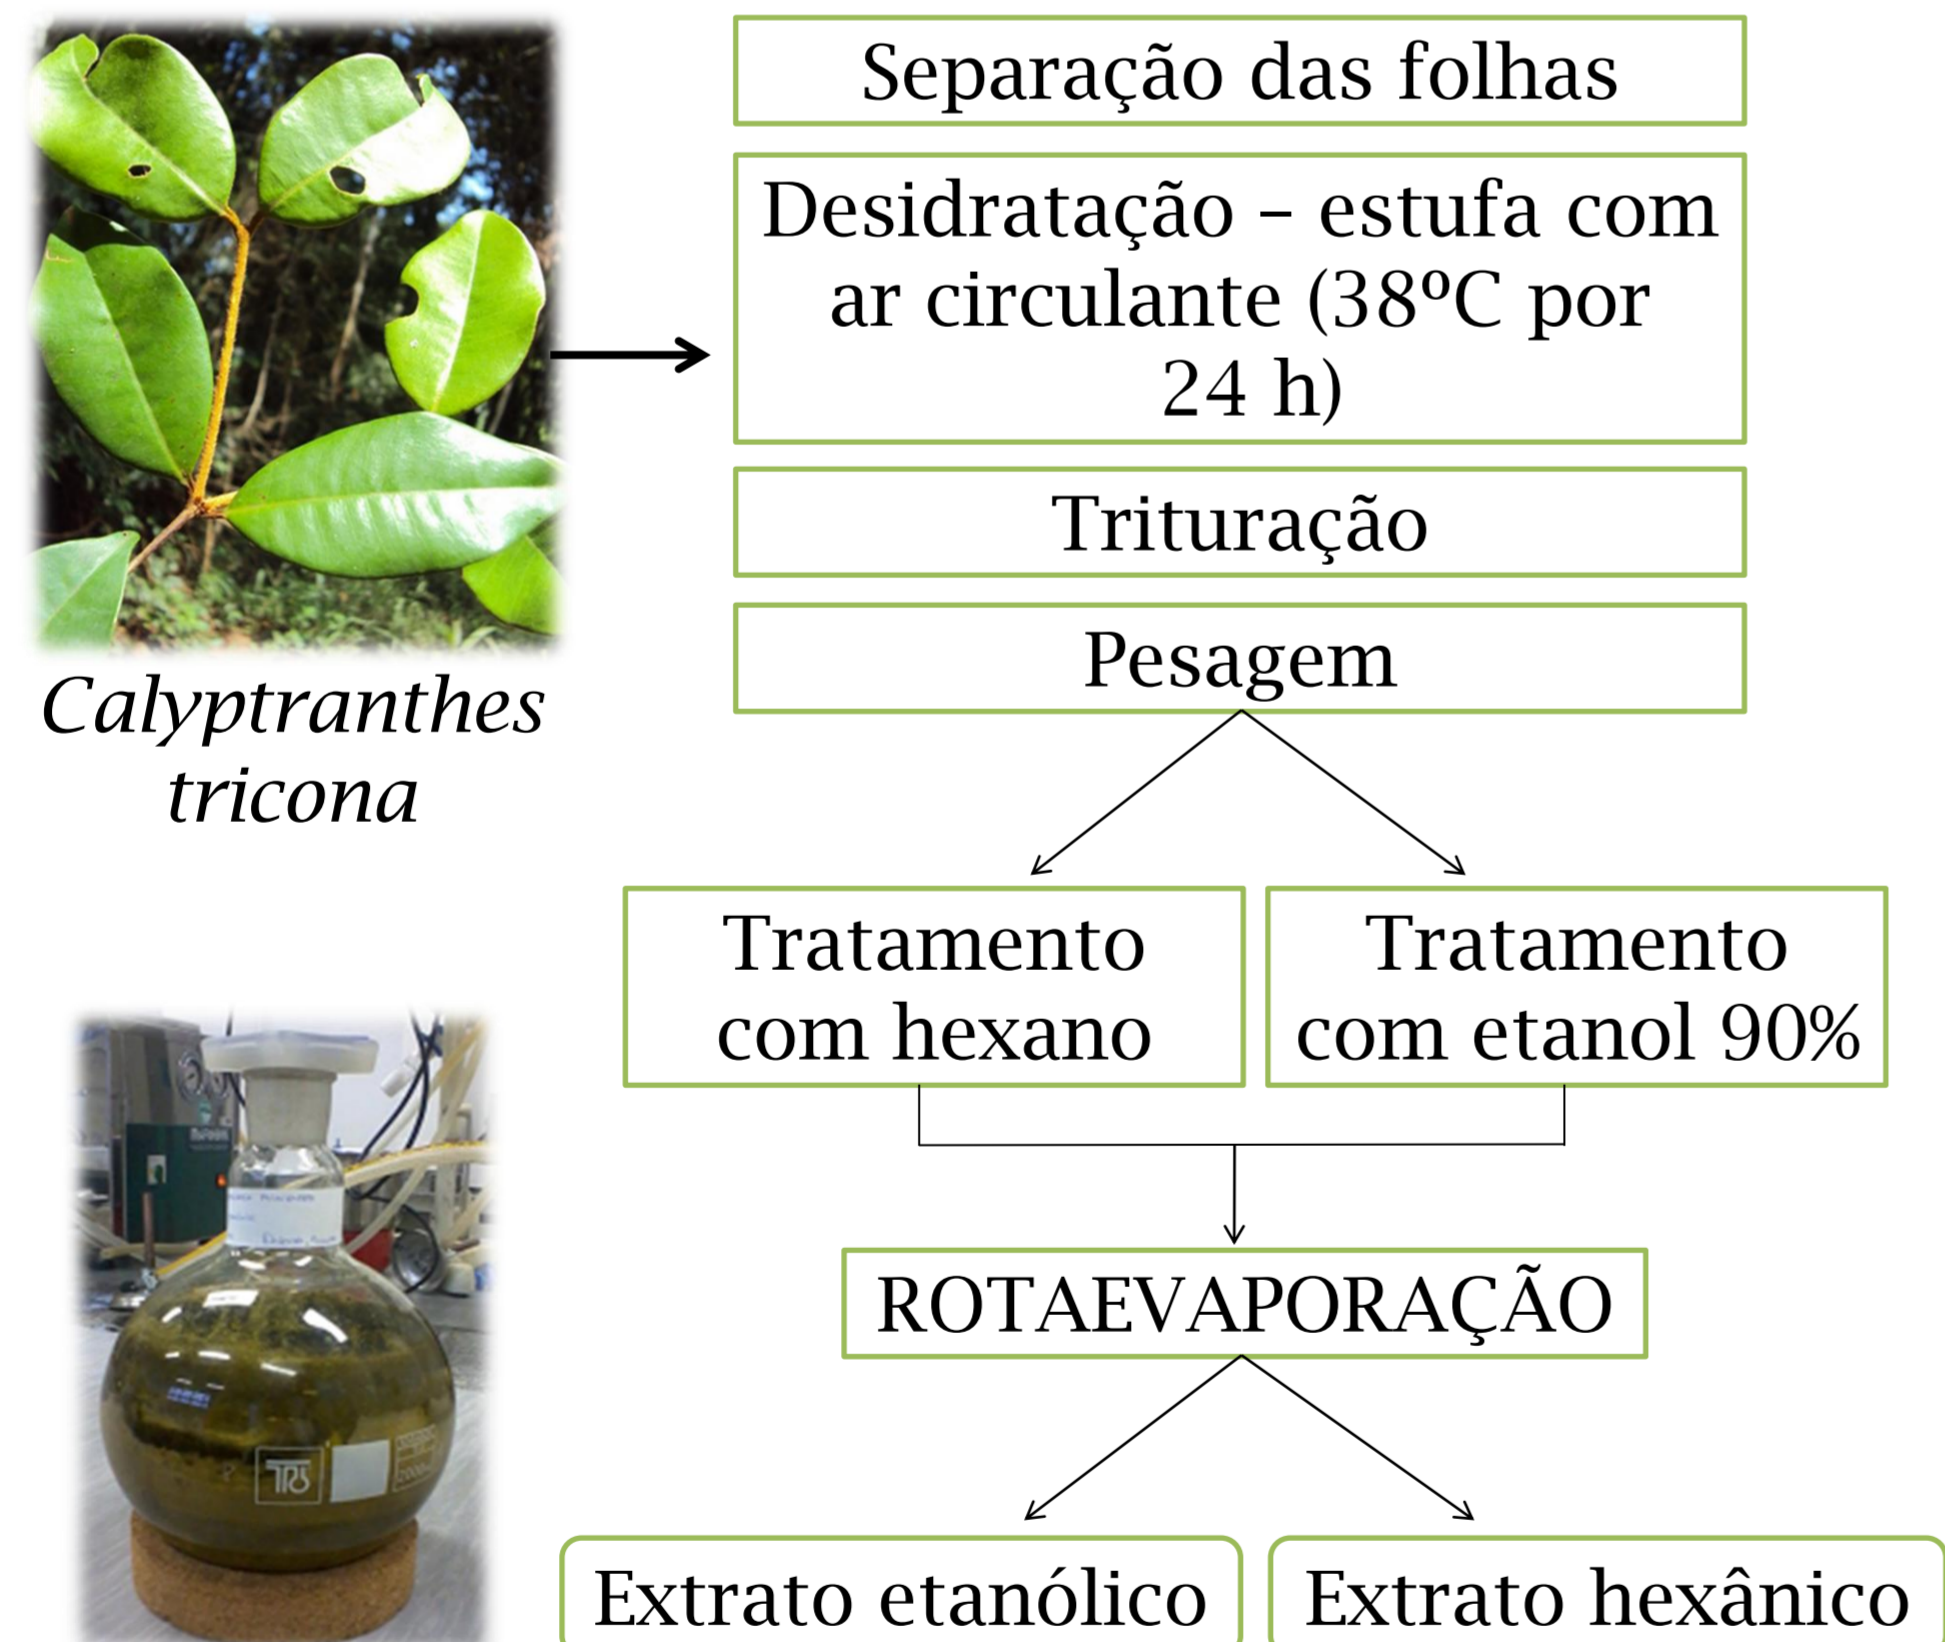 Separação das folhas
Desidratação – estufa com
ar circulante (38ºC por
24 h)
Trituração
Pesagem
Calyptranthes
tricona
Tratamento
com hexano
Tratamento
com etanol 90%
ROTAEVAPORAÇÃO
Extrato etanólico
Extrato hexânico